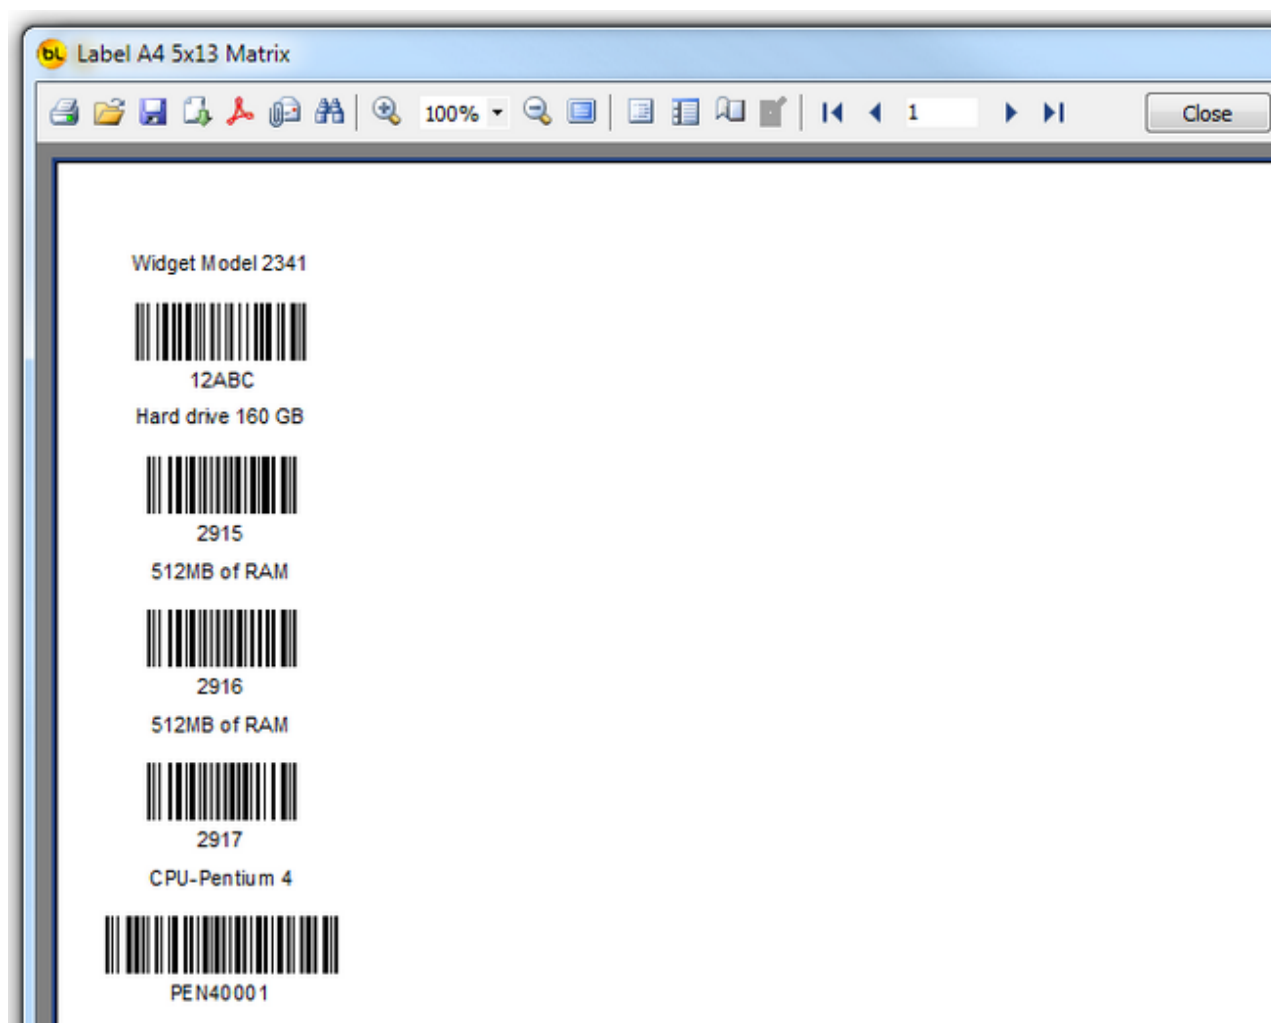 bL Label A4 5x13 Matrix
100% 1 Close
Widget Model 2341
12ABC
Hard drive 160 GB
2915
512MB of RAM
2916
512MB of RAM
2917
CPU-Pentium 4
PEN40001